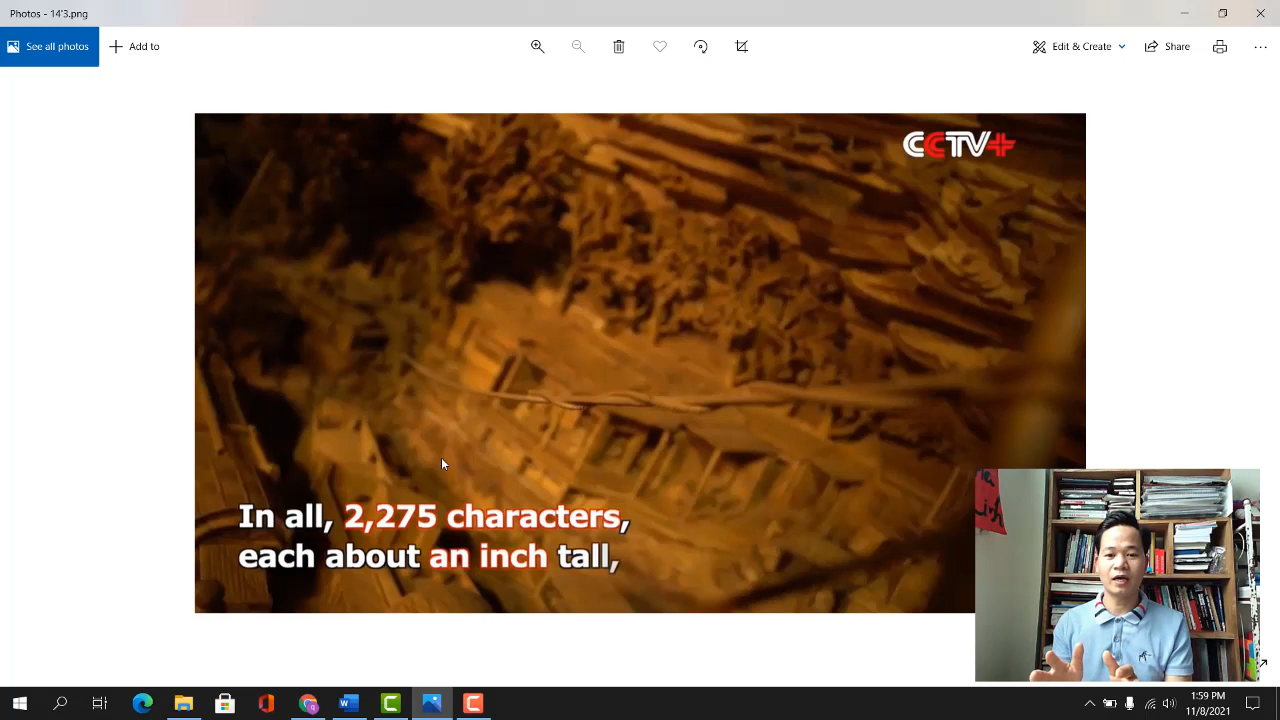 Photos - 14'3.png
See all photos
Add to
Edit & Create
Share
CCTV+
In all, 2,275 characters,
each about an inch tall,
1:59 PM
11/8/2021